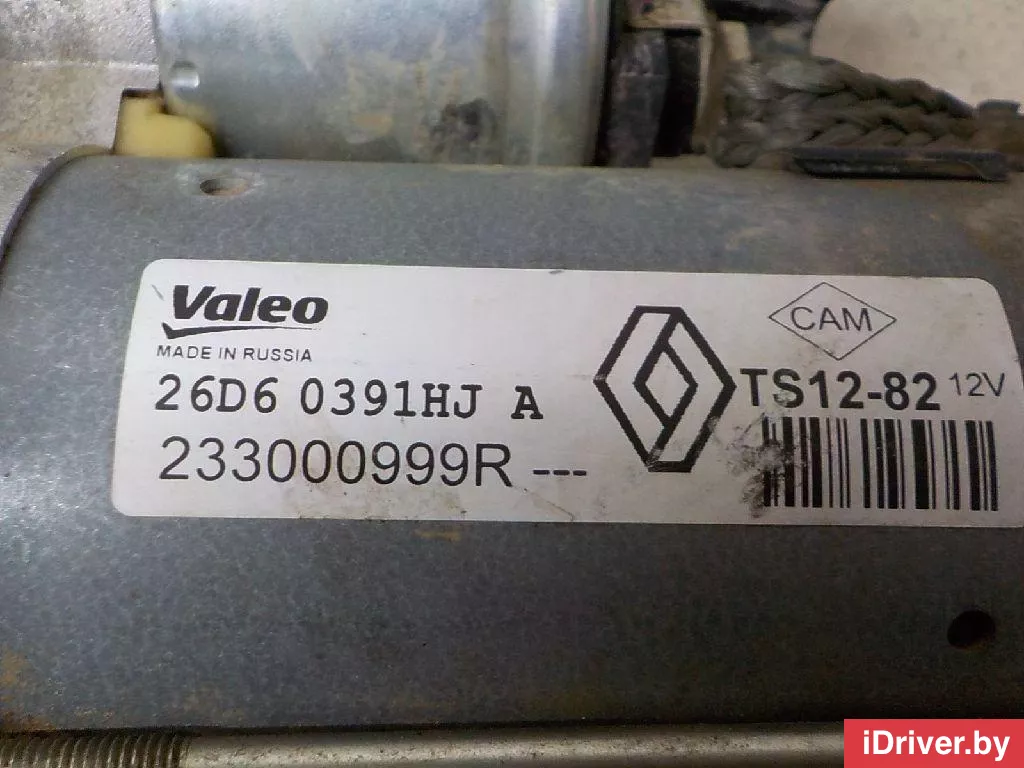 Valeo
MADE IN RUSSIA
26D6 0391HJ A
233000999R ---
CAM
TS12-82 12V
iDriver.by